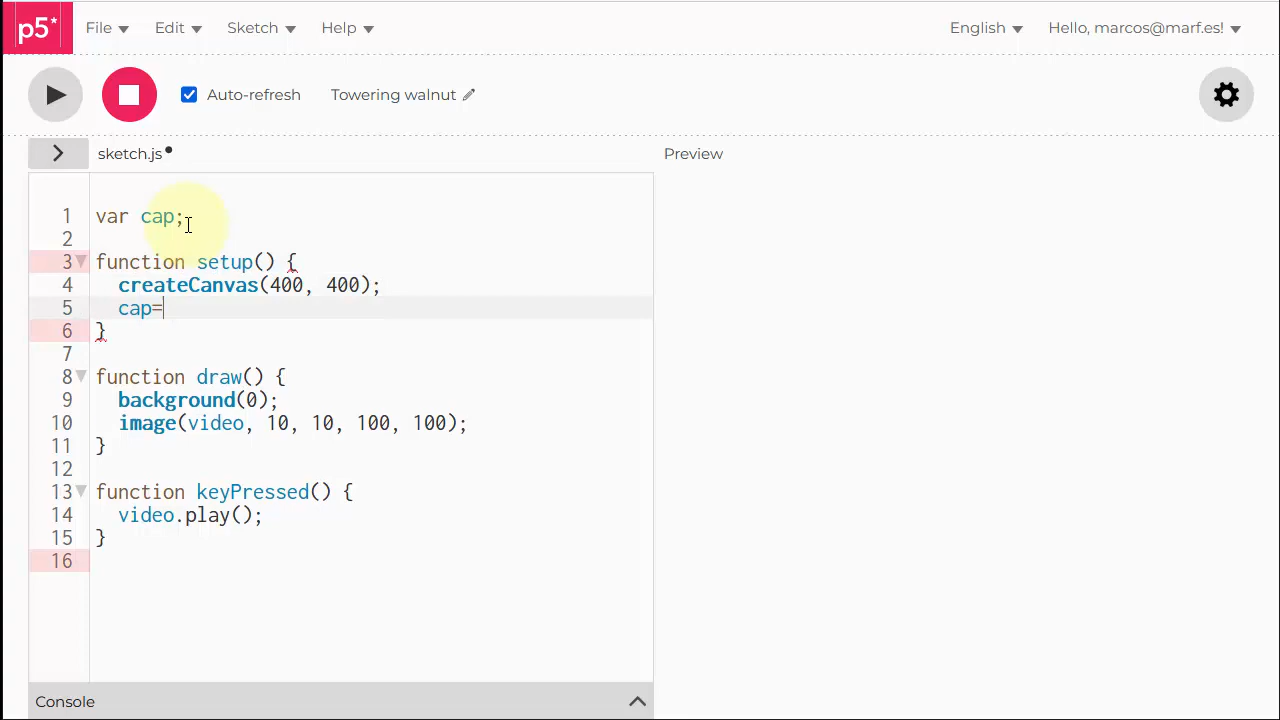 p5* File Edit Sketch Help English Hello, marcos@marf.es!
Auto-refresh Towering walnut
sketch.js Preview
1 var cap;
2
3 function setup() {
4 createCanvas(400, 400);
5 cap=
6 }
7
8 function draw() {
9 background(0);
10 image(video, 10, 10, 100, 100);
11 }
12
13 function keyPressed() {
14 video.play();
15 }
16
Console